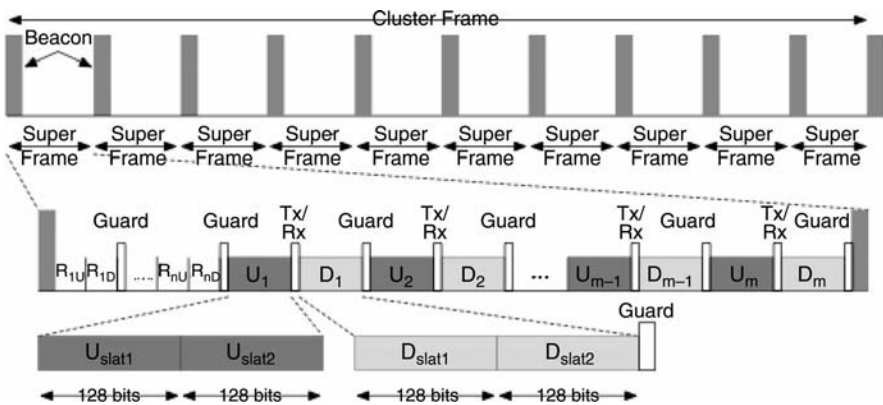 Cluster Frame
Beacon
Super Frame Super Frame Super Frame Super Frame Super Frame Super Frame Super Frame Super Frame Super Frame Super Frame
Guard Guard Tx/Rx Guard Tx/Rx Guard Tx/Rx Guard Tx/Rx Guard
R1U R1D ..... RnU RnD U1 D1 U2 D2 ... Um–1 Dm–1 Um Dm
Guard
Uslat1 Uslat2 Dslat1 Dslat2
128 bits 128 bits 128 bits 128 bits